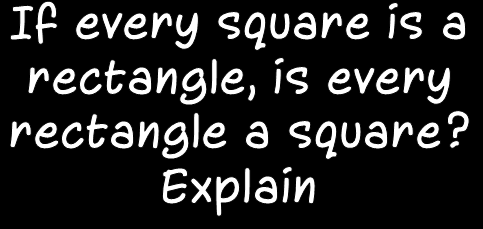 If every square is a
rectangle, is every
rectangle a square?
Explain